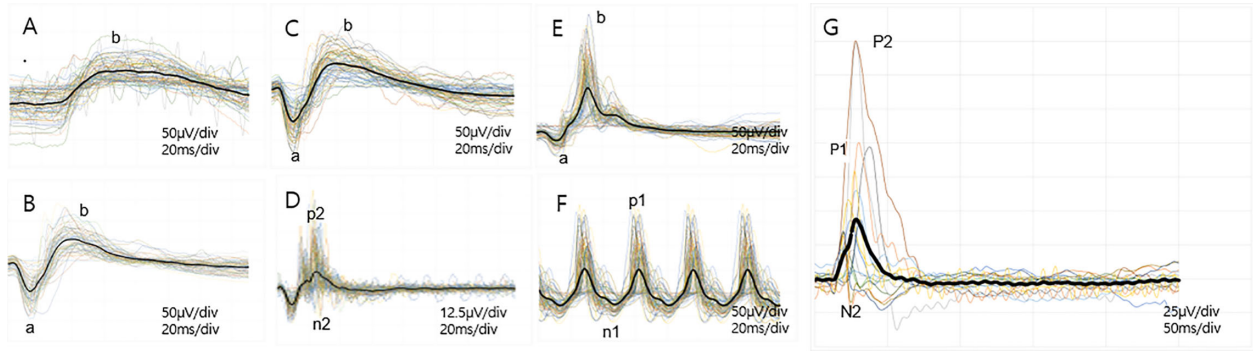 A
b
50μV/div
20ms/div
C
b
a
50μV/div
20ms/div
E
b
a
50μV/div
20ms/div
G
P2
P1
N2
25μV/div
50ms/div
B
b
a
50μV/div
20ms/div
D
p2
n2
12.5μV/div
20ms/div
F
p1
n1
50μV/div
20ms/div